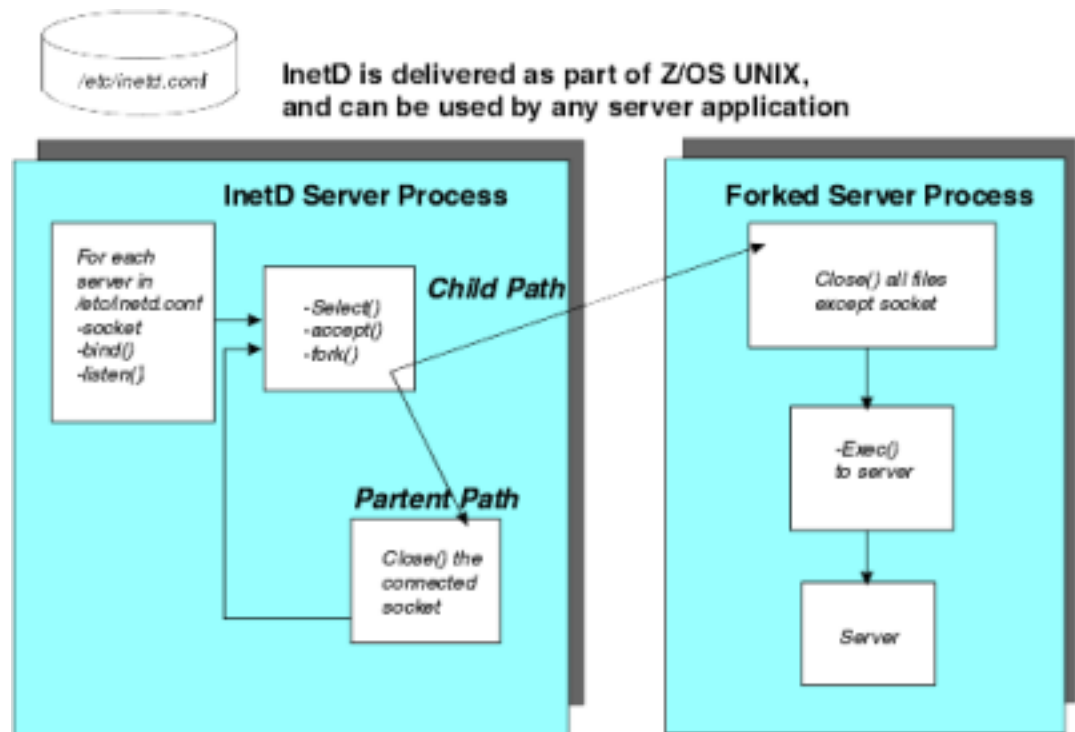 /etc/inetd.conf
InetD is delivered as part of Z/OS UNIX,
and can be used by any server application
InetD Server Process
For each
server in
/etc/inetd.conf
-socket
-bind()
-listen()
-Select()
-accept()
-fork()
Child Path
Partent Path
Close() the
connected
socket
Forked Server Process
Close() all files
except socket
-Exec()
to server
Server